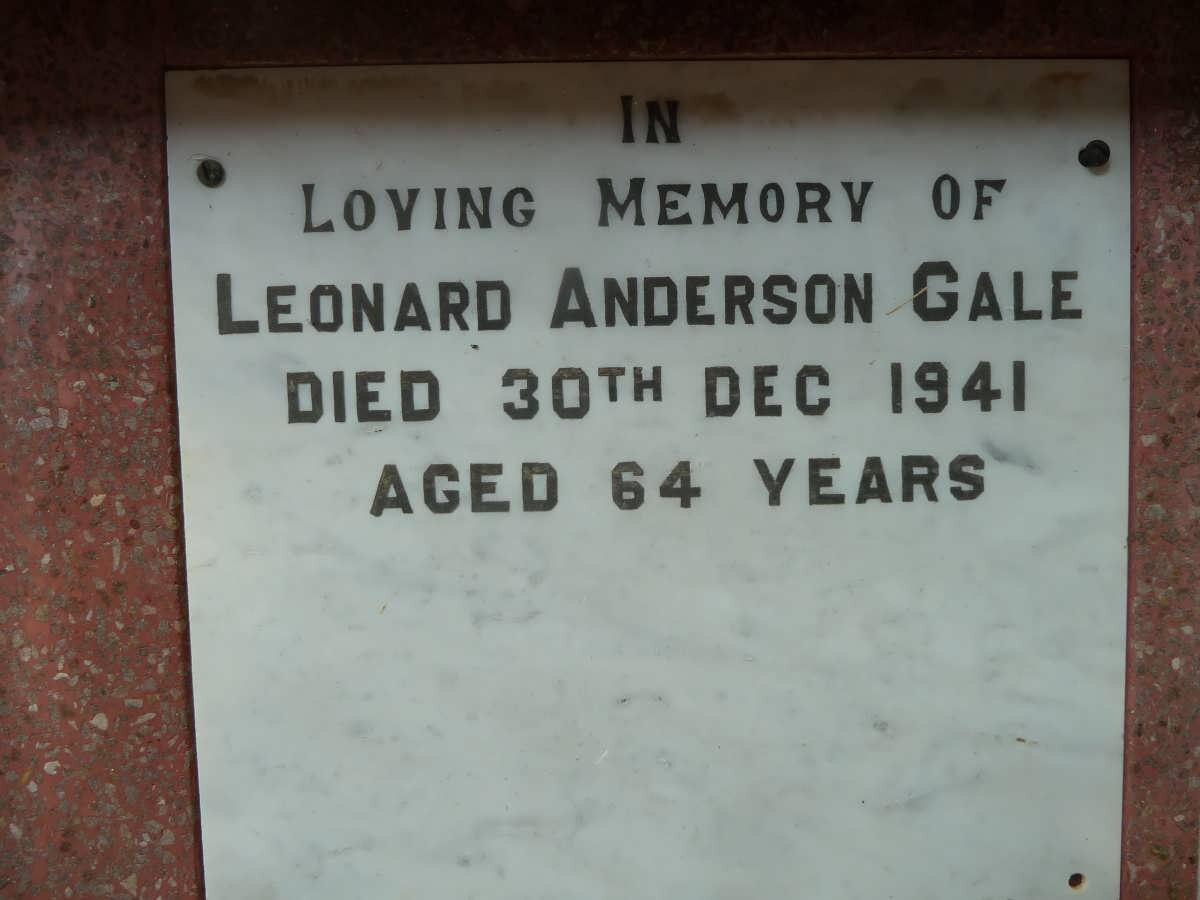 IN
LOVING MEMORY OF
LEONARD ANDERSON GALE
DIED 30TH DEC 1941
AGED 64 YEARS